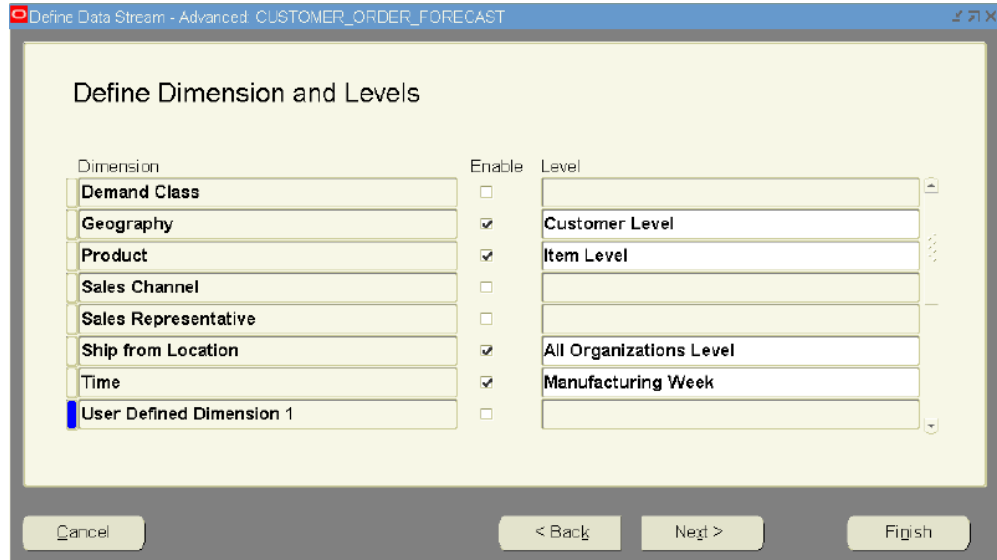 Define Data Stream - Advanced: CUSTOMER_ORDER_FORECAST
Define Dimension and Levels
Dimension Enable Level
Demand Class
Geography Customer Level
Product Item Level
Sales Channel
Sales Representative
Ship from Location All Organizations Level
Time Manufacturing Week
User Defined Dimension 1
Cancel < Back Next > Finish